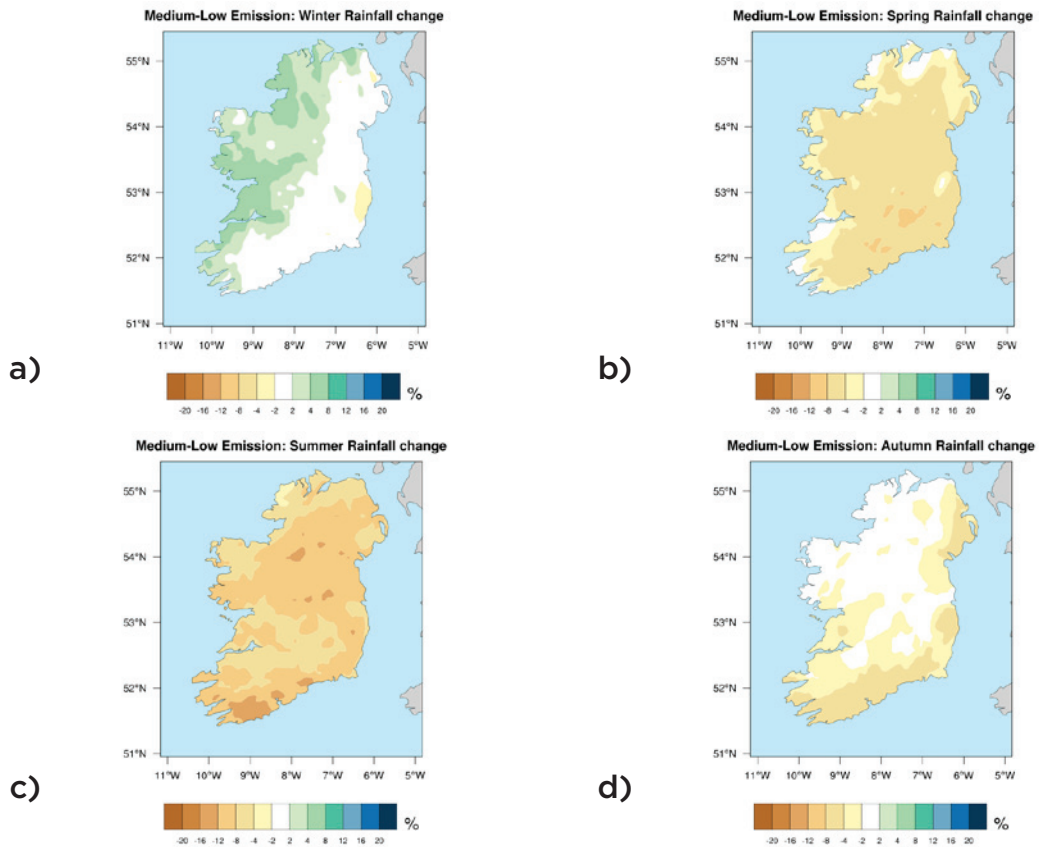 Medium-Low Emission: Winter Rainfall change
55°N
54°N
53°N
52°N
51°N
11°W 10°W 9°W 8°W 7°W 6°W 5°W
a)
%
-20 -16 -12 -8 -4 -2 2 4 8 12 16 20
Medium-Low Emission: Spring Rainfall change
55°N
54°N
53°N
52°N
51°N
11°W 10°W 9°W 8°W 7°W 6°W 5°W
b)
%
-20 -16 -12 -8 -4 -2 2 4 8 12 16 20
Medium-Low Emission: Summer Rainfall change
55°N
54°N
53°N
52°N
51°N
11°W 10°W 9°W 8°W 7°W 6°W 5°W
c)
%
-20 -16 -12 -8 -4 -2 2 4 8 12 16 20
Medium-Low Emission: Autumn Rainfall change
55°N
54°N
53°N
52°N
51°N
11°W 10°W 9°W 8°W 7°W 6°W 5°W
d)
%
-20 -16 -12 -8 -4 -2 2 4 8 12 16 20